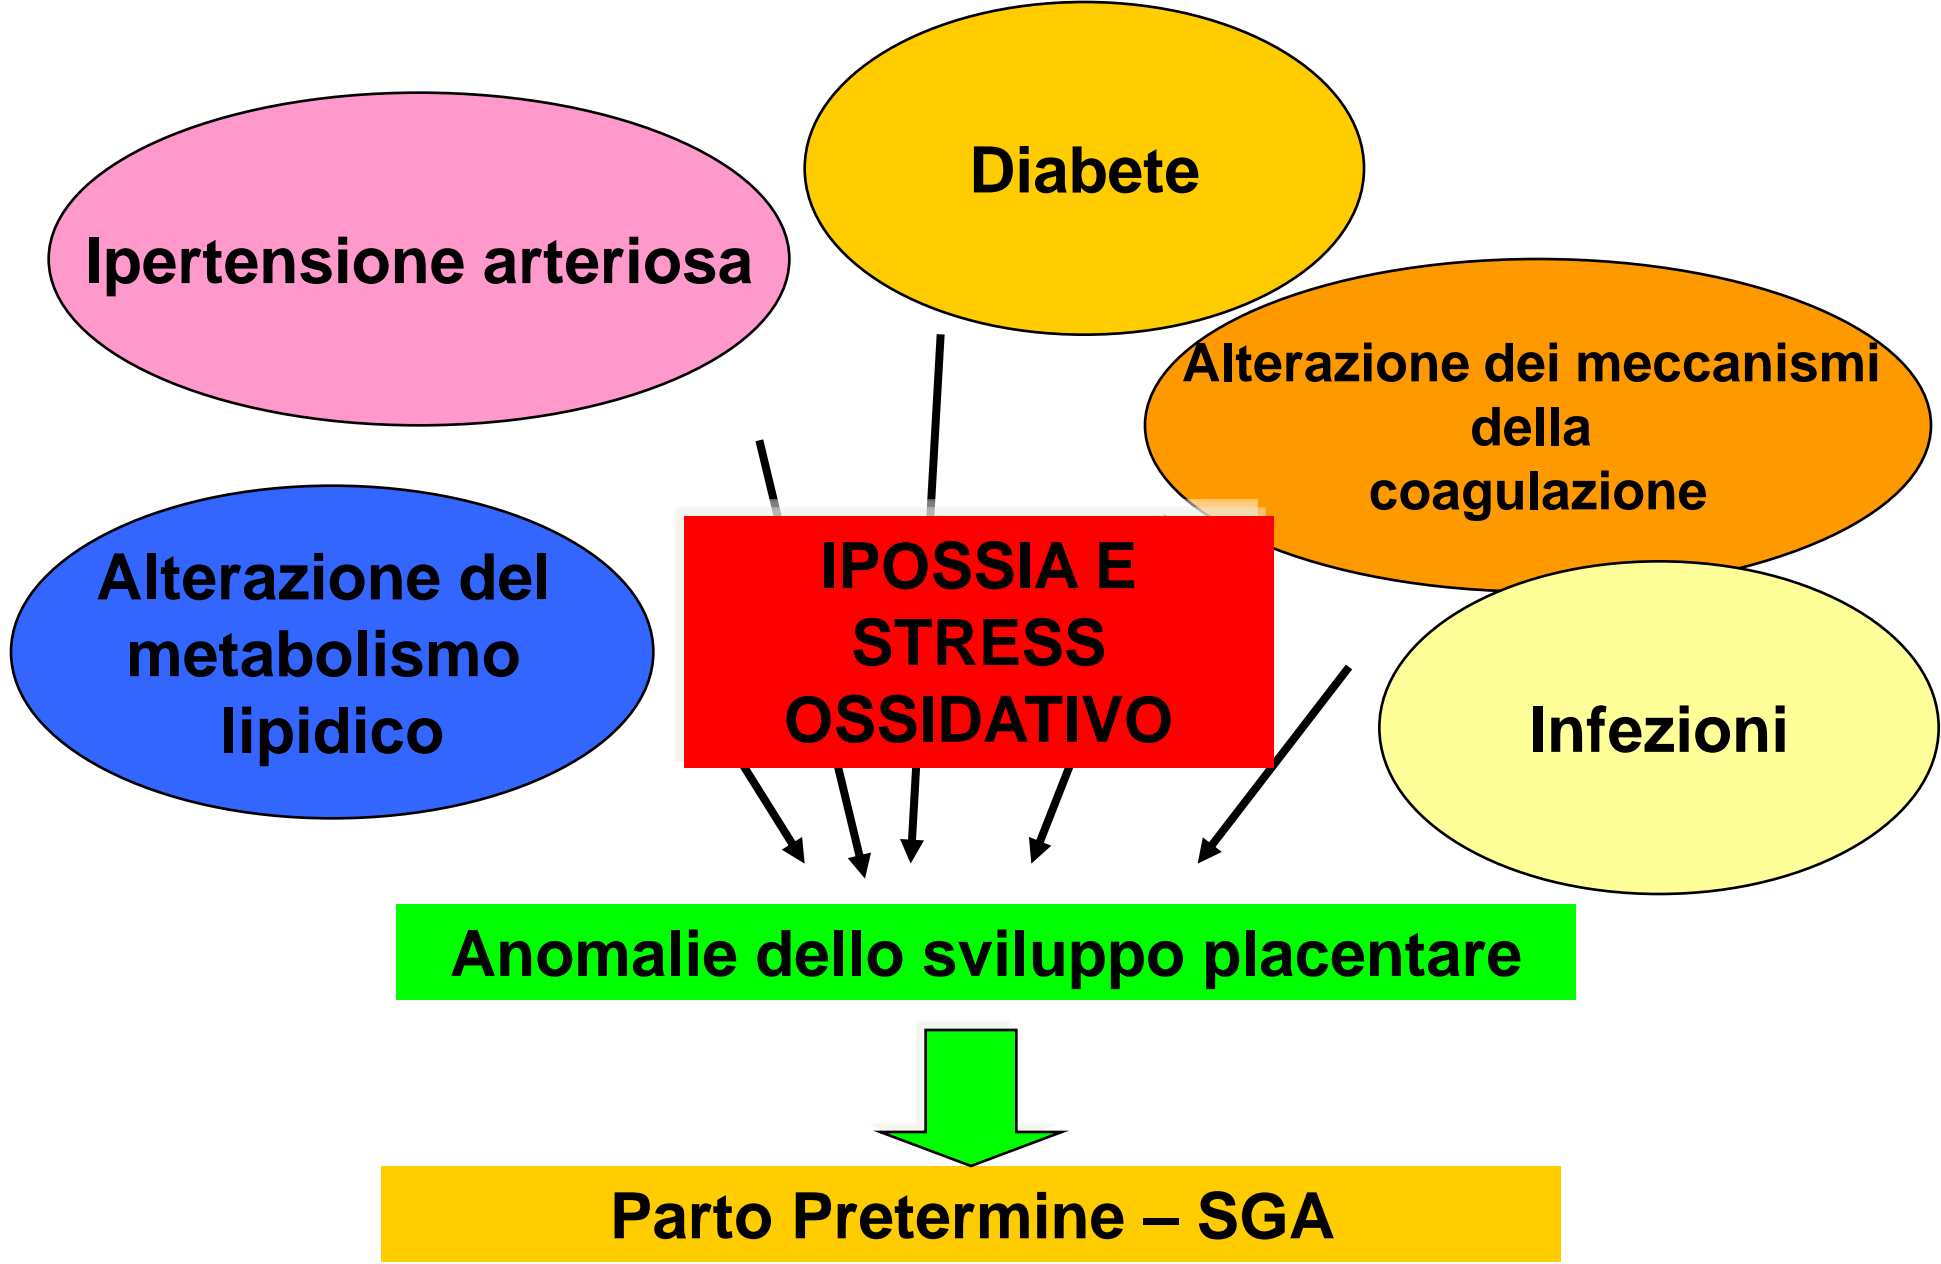 Diabete
Ipertensione arteriosa
Alterazione dei meccanismi
della
coagulazione
Alterazione del
metabolismo
lipidico
IPOSSIA E
STRESS
OSSIDATIVO
Infezioni
Anomalie dello sviluppo placentare
Parto Pretermine – SGA